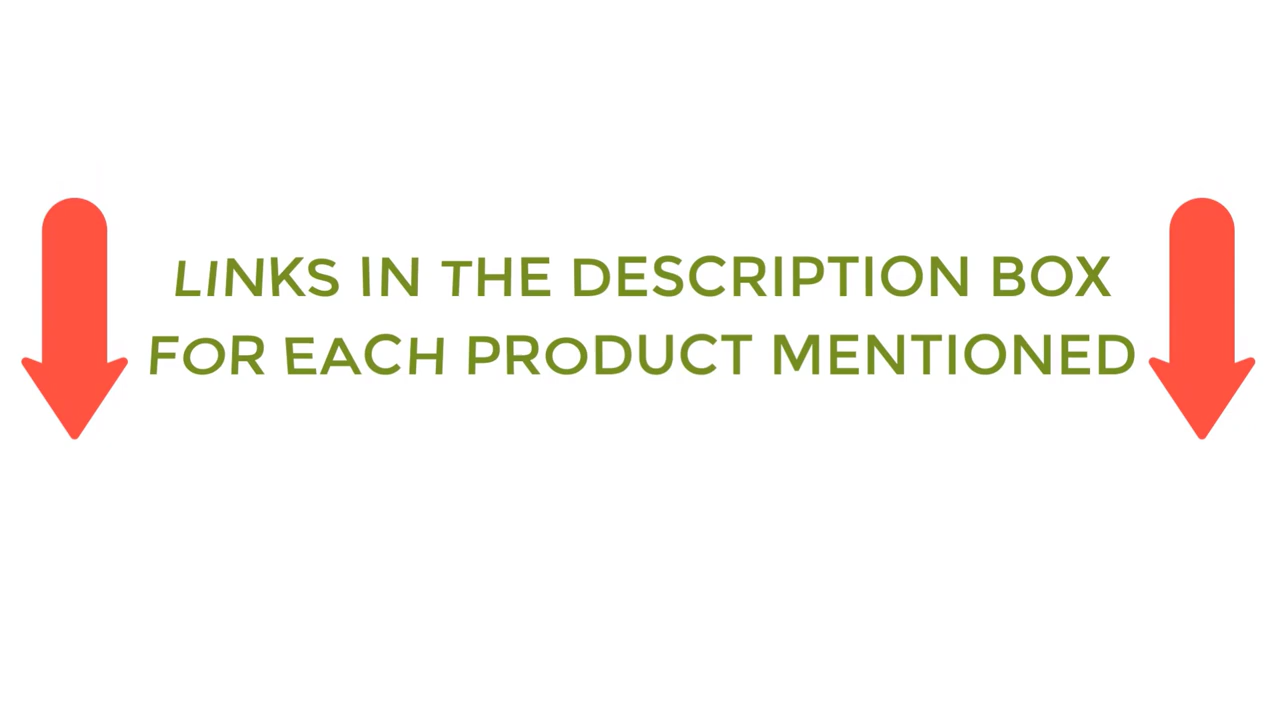 LINKS IN THE DESCRIPTION BOX
FOR EACH PRODUCT MENTIONED